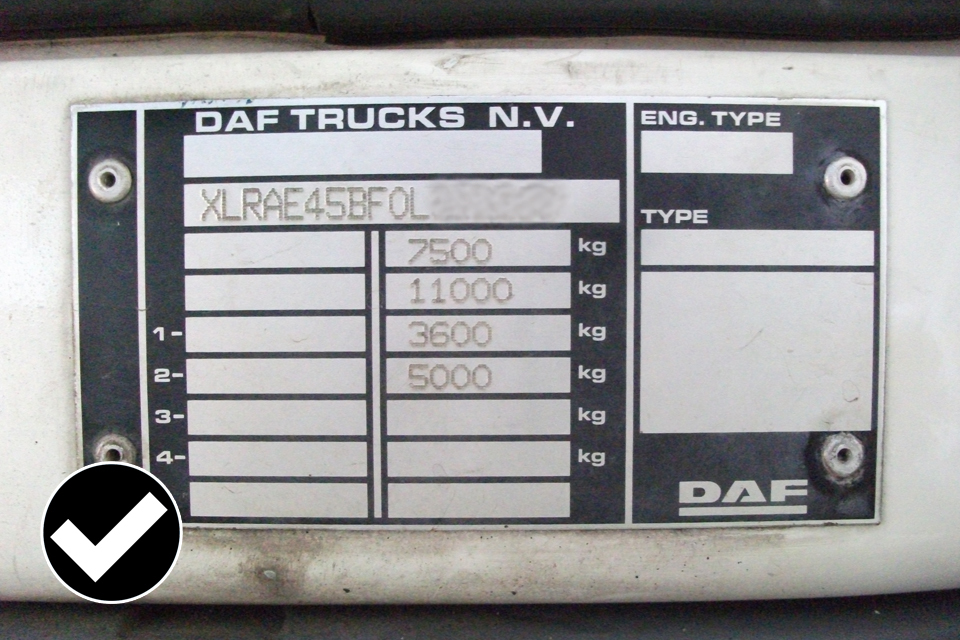 DAF TRUCKS N.V.
XLRAE45BF0L
7500 kg
11000 kg
1- 3600 kg
2- 5000 kg
3- kg
4- kg
ENG. TYPE
TYPE
DAF